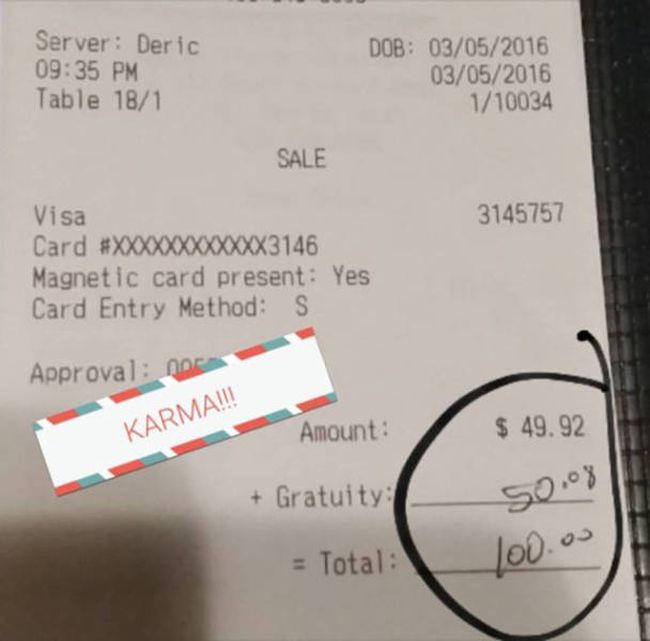 Server: Deric DOB: 03/05/2016
09:35 PM 03/05/2016
Table 18/1 1/10034
SALE
Visa 3145757
Card #XXXXXXXXXXXX3146
Magnetic card present: Yes
Card Entry Method: S
Approval:
KARMA!!!
Amount: $ 49.92
+ Gratuity: 50.08
= Total: 100.00